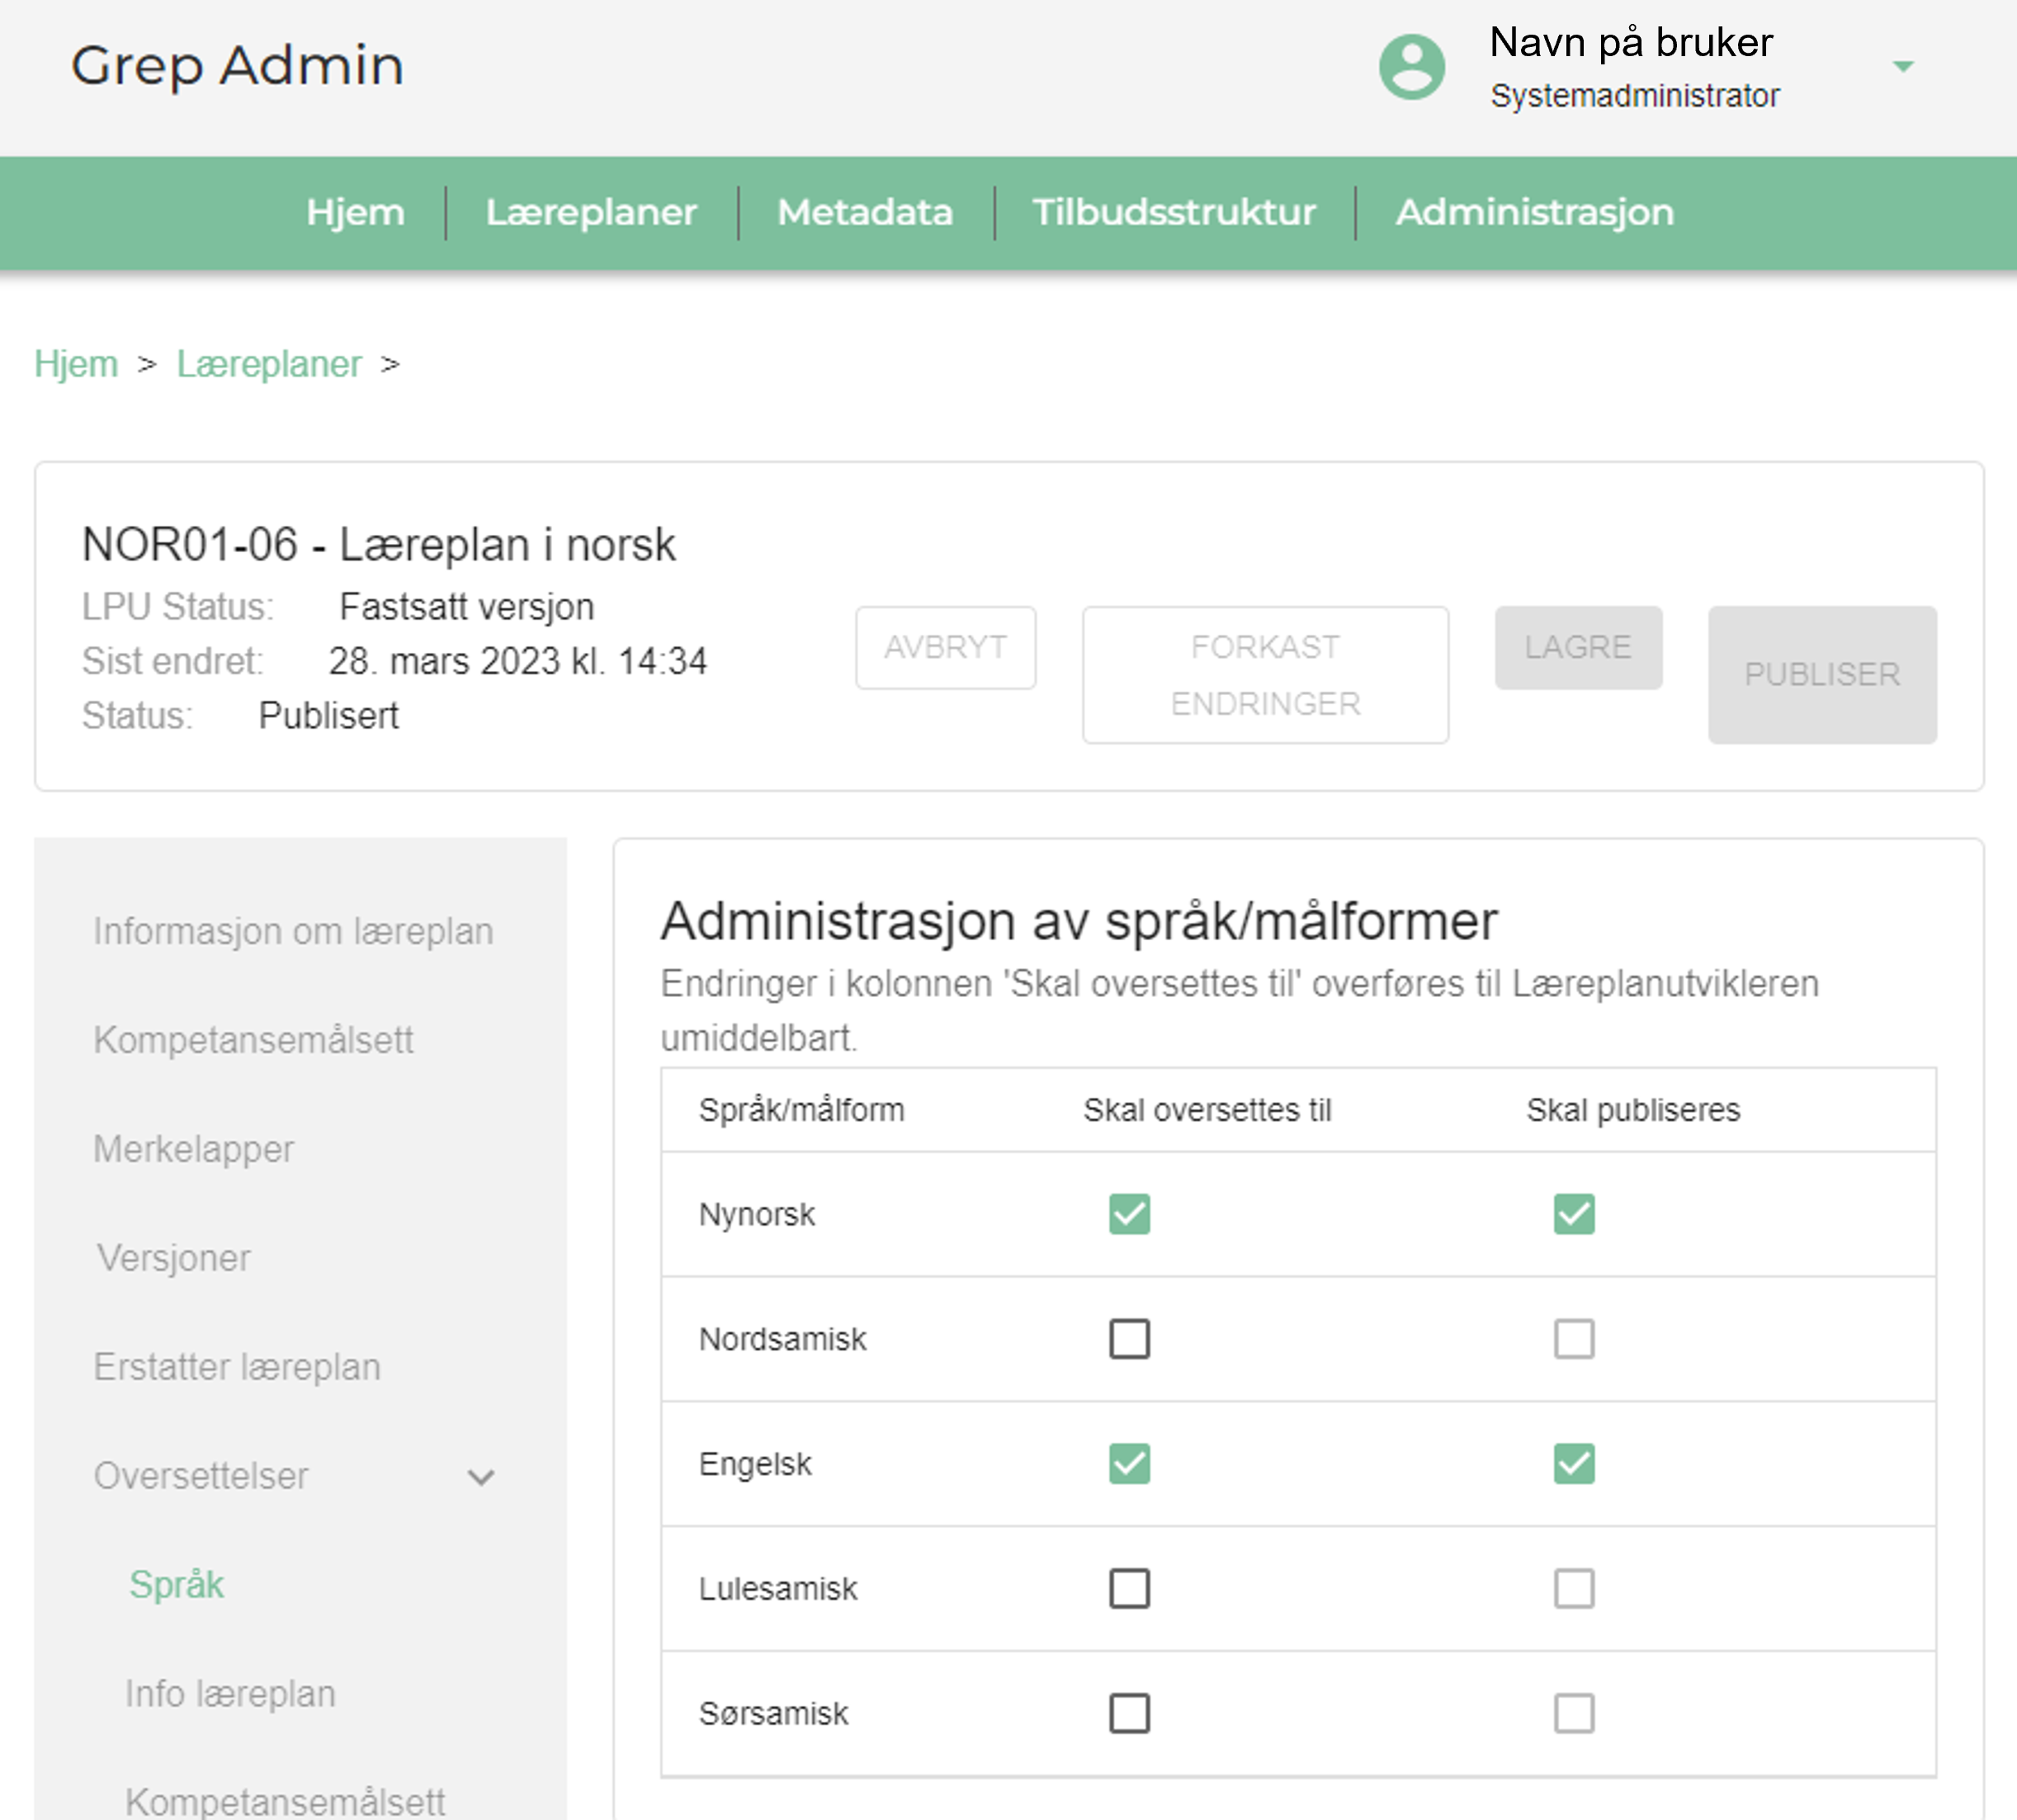 Grep Admin
Navn på bruker
Systemadministrator
Hjem Læreplaner Metadata Tilbudsstruktur Administrasjon
Hjem > Læreplaner >
NOR01-06 - Læreplan i norsk
LPU Status: Fastsatt versjon
Sist endret: 28. mars 2023 kl. 14:34
Status: Publisert
AVBRYT
FORKAST
ENDRINGER
LAGRE
PUBLISER
Informasjon om læreplan
Kompetansemålsett
Merkelapper
Versjoner
Erstatter læreplan
Oversettelser
Språk
Info læreplan
Kompetansemålsett
Administrasjon av språk/målformer
Endringer i kolonnen 'Skal oversettes til' overføres til Læreplanutvikleren
umiddelbart.
Språk/målform Skal oversettes til Skal publiseres
Nynorsk
Nordsamisk
Engelsk
Lulesamisk
Sørsamisk